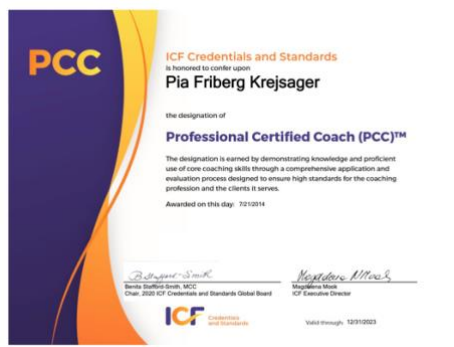 PCC
ICF Credentials and Standards
is honored to confer upon
Pia Friberg Krejsager
the designation of
Professional Certified Coach (PCC)™
The designation is earned by demonstrating knowledge and proficient
use of core coaching skills through a comprehensive application and
evaluation process designed to ensure high standards for the coaching
profession and the clients it serves.
Awarded on this day: 7/21/2014
B Stafford-Smith
Benita Stafford-Smith, MCC
Chair, 2020 ICF Credentials and Standards Global Board
Magdalena N Mook
Magdalena Mook
ICF Executive Director
ICF
Credentials
and Standards
Valid through: 12/31/2023